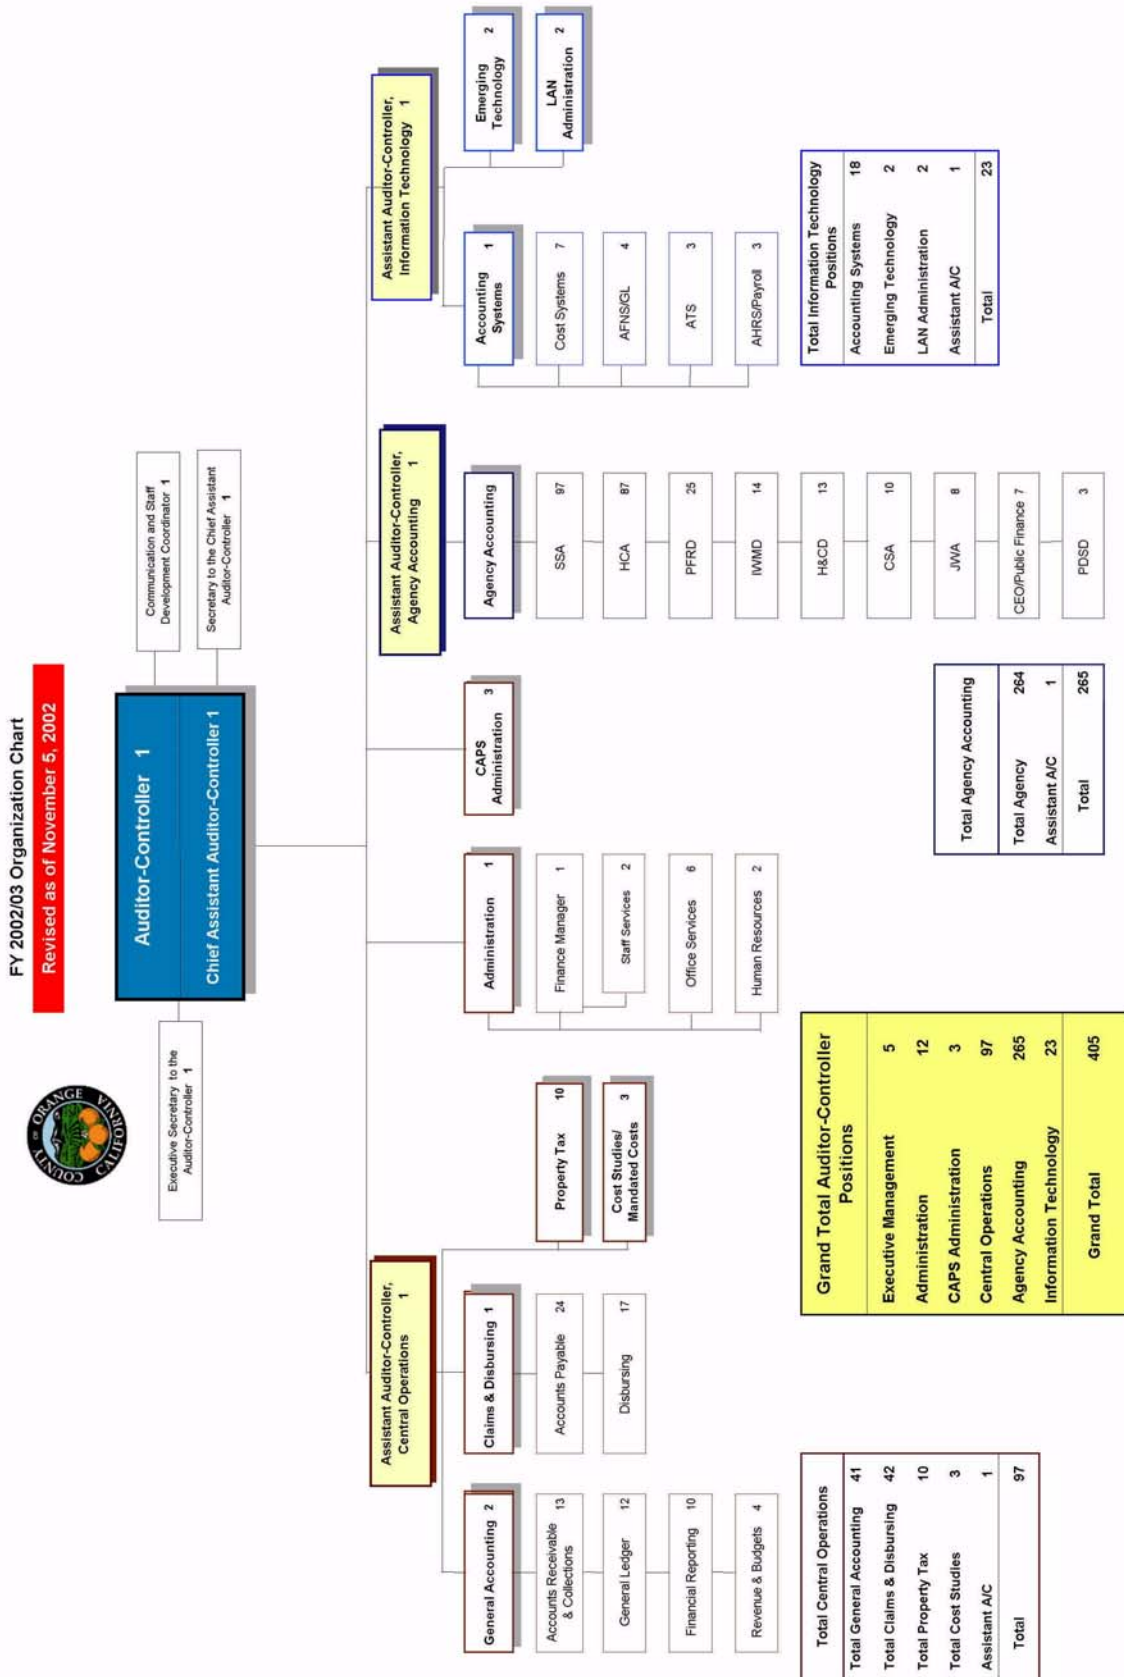 FY 2002/03 Organization Chart
Revised as of November 5, 2002
COUNTY OF ORANGE
CALIFORNIA
Auditor-Controller 1
Chief Assistant Auditor-Controller 1
Executive Secretary to the
Auditor-Controller 1
Communication and Staff
Development Coordinator 1
Secretary to the Chief Assistant
Auditor-Controller 1
Assistant Auditor-Controller,
Central Operations 1
General Accounting 2
Accounts Receivable
& Collections 13
General Ledger 12
Financial Reporting 10
Revenue & Budgets 4
Claims & Disbursing 1
Accounts Payable 24
Disbursing 17
Property Tax 10
Cost Studies/
Mandated Costs 3
Administration 1
Finance Manager 1
Staff Services 2
Office Services 6
Human Resources 2
CAPS
Administration 3
Assistant Auditor-Controller,
Agency Accounting 1
Agency Accounting
SSA 97
HCA 87
PFRD 25
IWMD 14
H&CD 13
CSA 10
JWA 8
CEO/Public Finance 7
PDSD 3
Assistant Auditor-Controller,
Information Technology 1
Accounting
Systems 1
Cost Systems 7
AFNS/GL 4
ATS 3
AHRS/Payroll 3
Emerging
Technology 2
LAN
Administration 2
Total Central Operations
Total General Accounting 41
Total Claims & Disbursing 42
Total Property Tax 10
Total Cost Studies 3
Assistant A/C 1
Total 97
Grand Total Auditor-Controller
Positions
Executive Management 5
Administration 12
CAPS Administration 3
Central Operations 97
Agency Accounting 265
Information Technology 23
Grand Total 405
Total Agency Accounting
Total Agency 264
Assistant A/C 1
Total 265
Total Information Technology
Positions
Accounting Systems 18
Emerging Technology 2
LAN Administration 2
Assistant A/C 1
Total 23